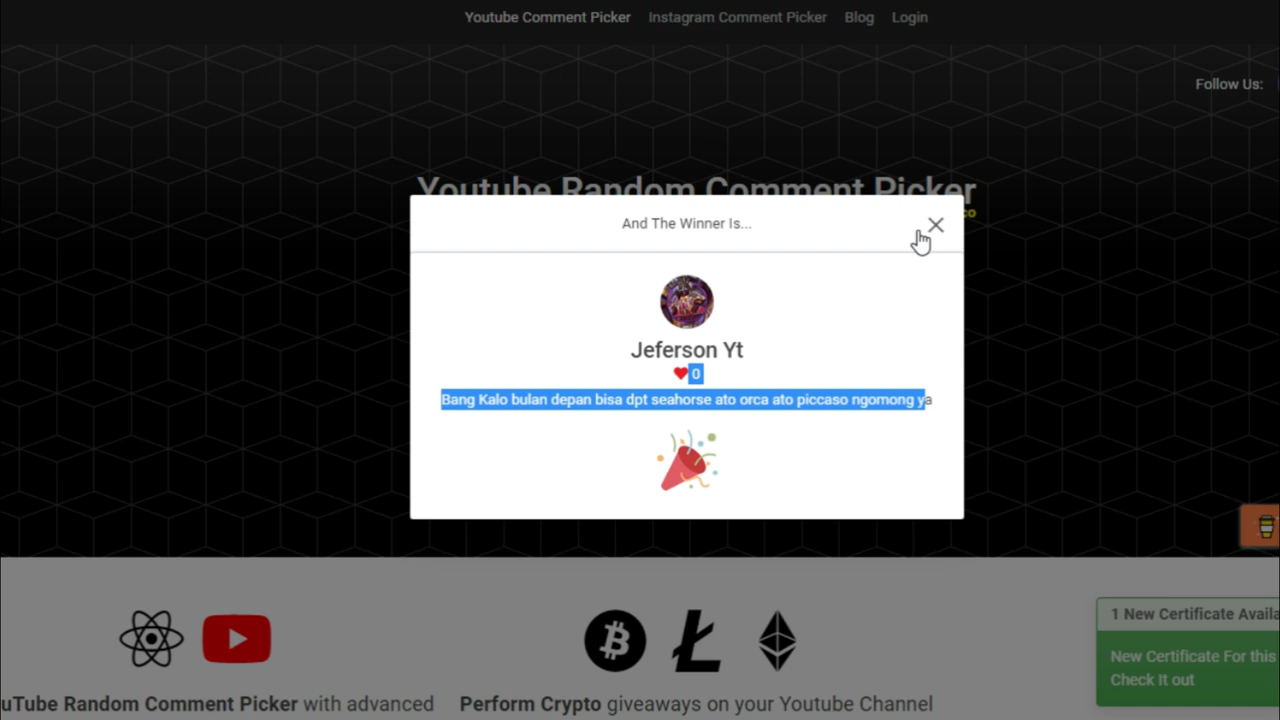 Youtube Comment Picker Instagram Comment Picker Blog Login
Follow Us:
Youtube Random Comment Picker
co
And The Winner Is...
Jeferson Yt
0
Bang Kalo bulan depan bisa dpt seahorse ato orca ato piccaso ngomong ya
1 New Certificate Availa
New Certificate For this
Check It out
uTube Random Comment Picker with advanced
Perform Crypto giveaways on your Youtube Channel